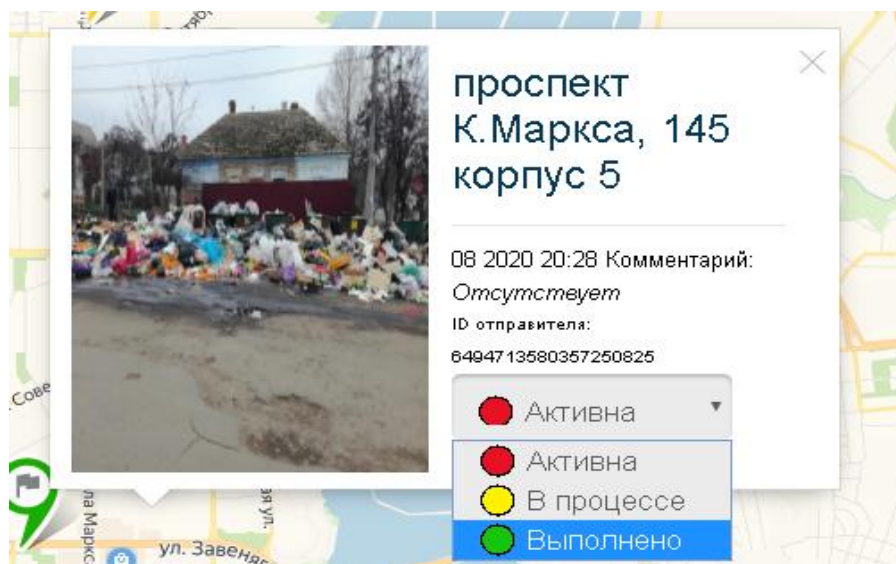 проспект
К.Маркса, 145
корпус 5
08 2020 20:28 Комментарий:
Отсутствует
ID отправителя:
6494713580357250825
Активна
Активна
В процессе
Выполнено
ул. Завеняг